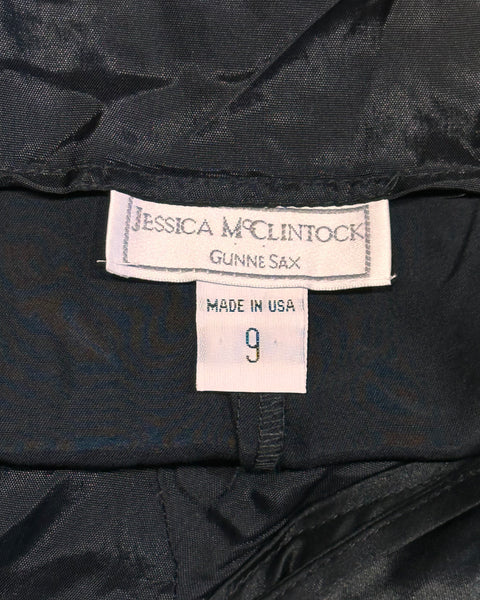 JESSICA McCLINTOCK
GUNNE SAX
MADE IN USA
9